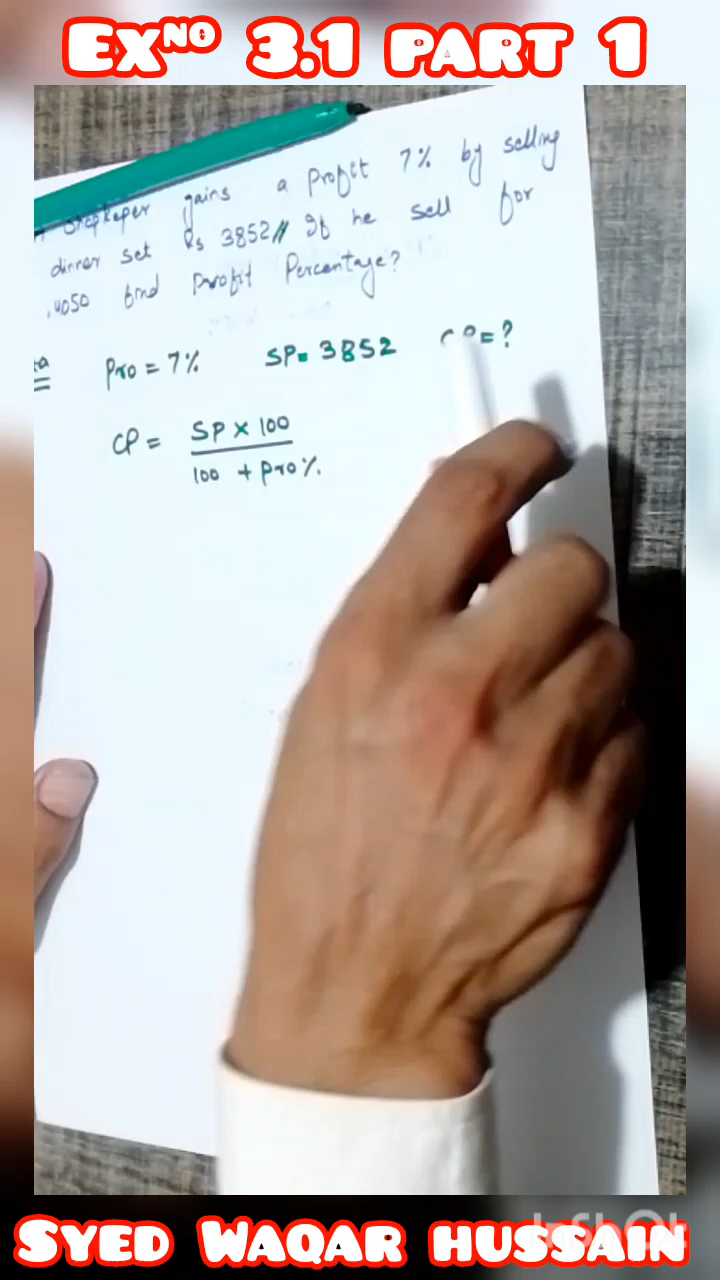 Ex№ 3.1 PART 1
shopkeper gains a Profit 7% by selling
dinner set Rs 3852 If he sell for
.4050 find Profit Percentage?
Pro = 7% SP = 3852 = ?
CP = SP × 100
100 + Pro%.
SYED WAQAR HUSSAIN